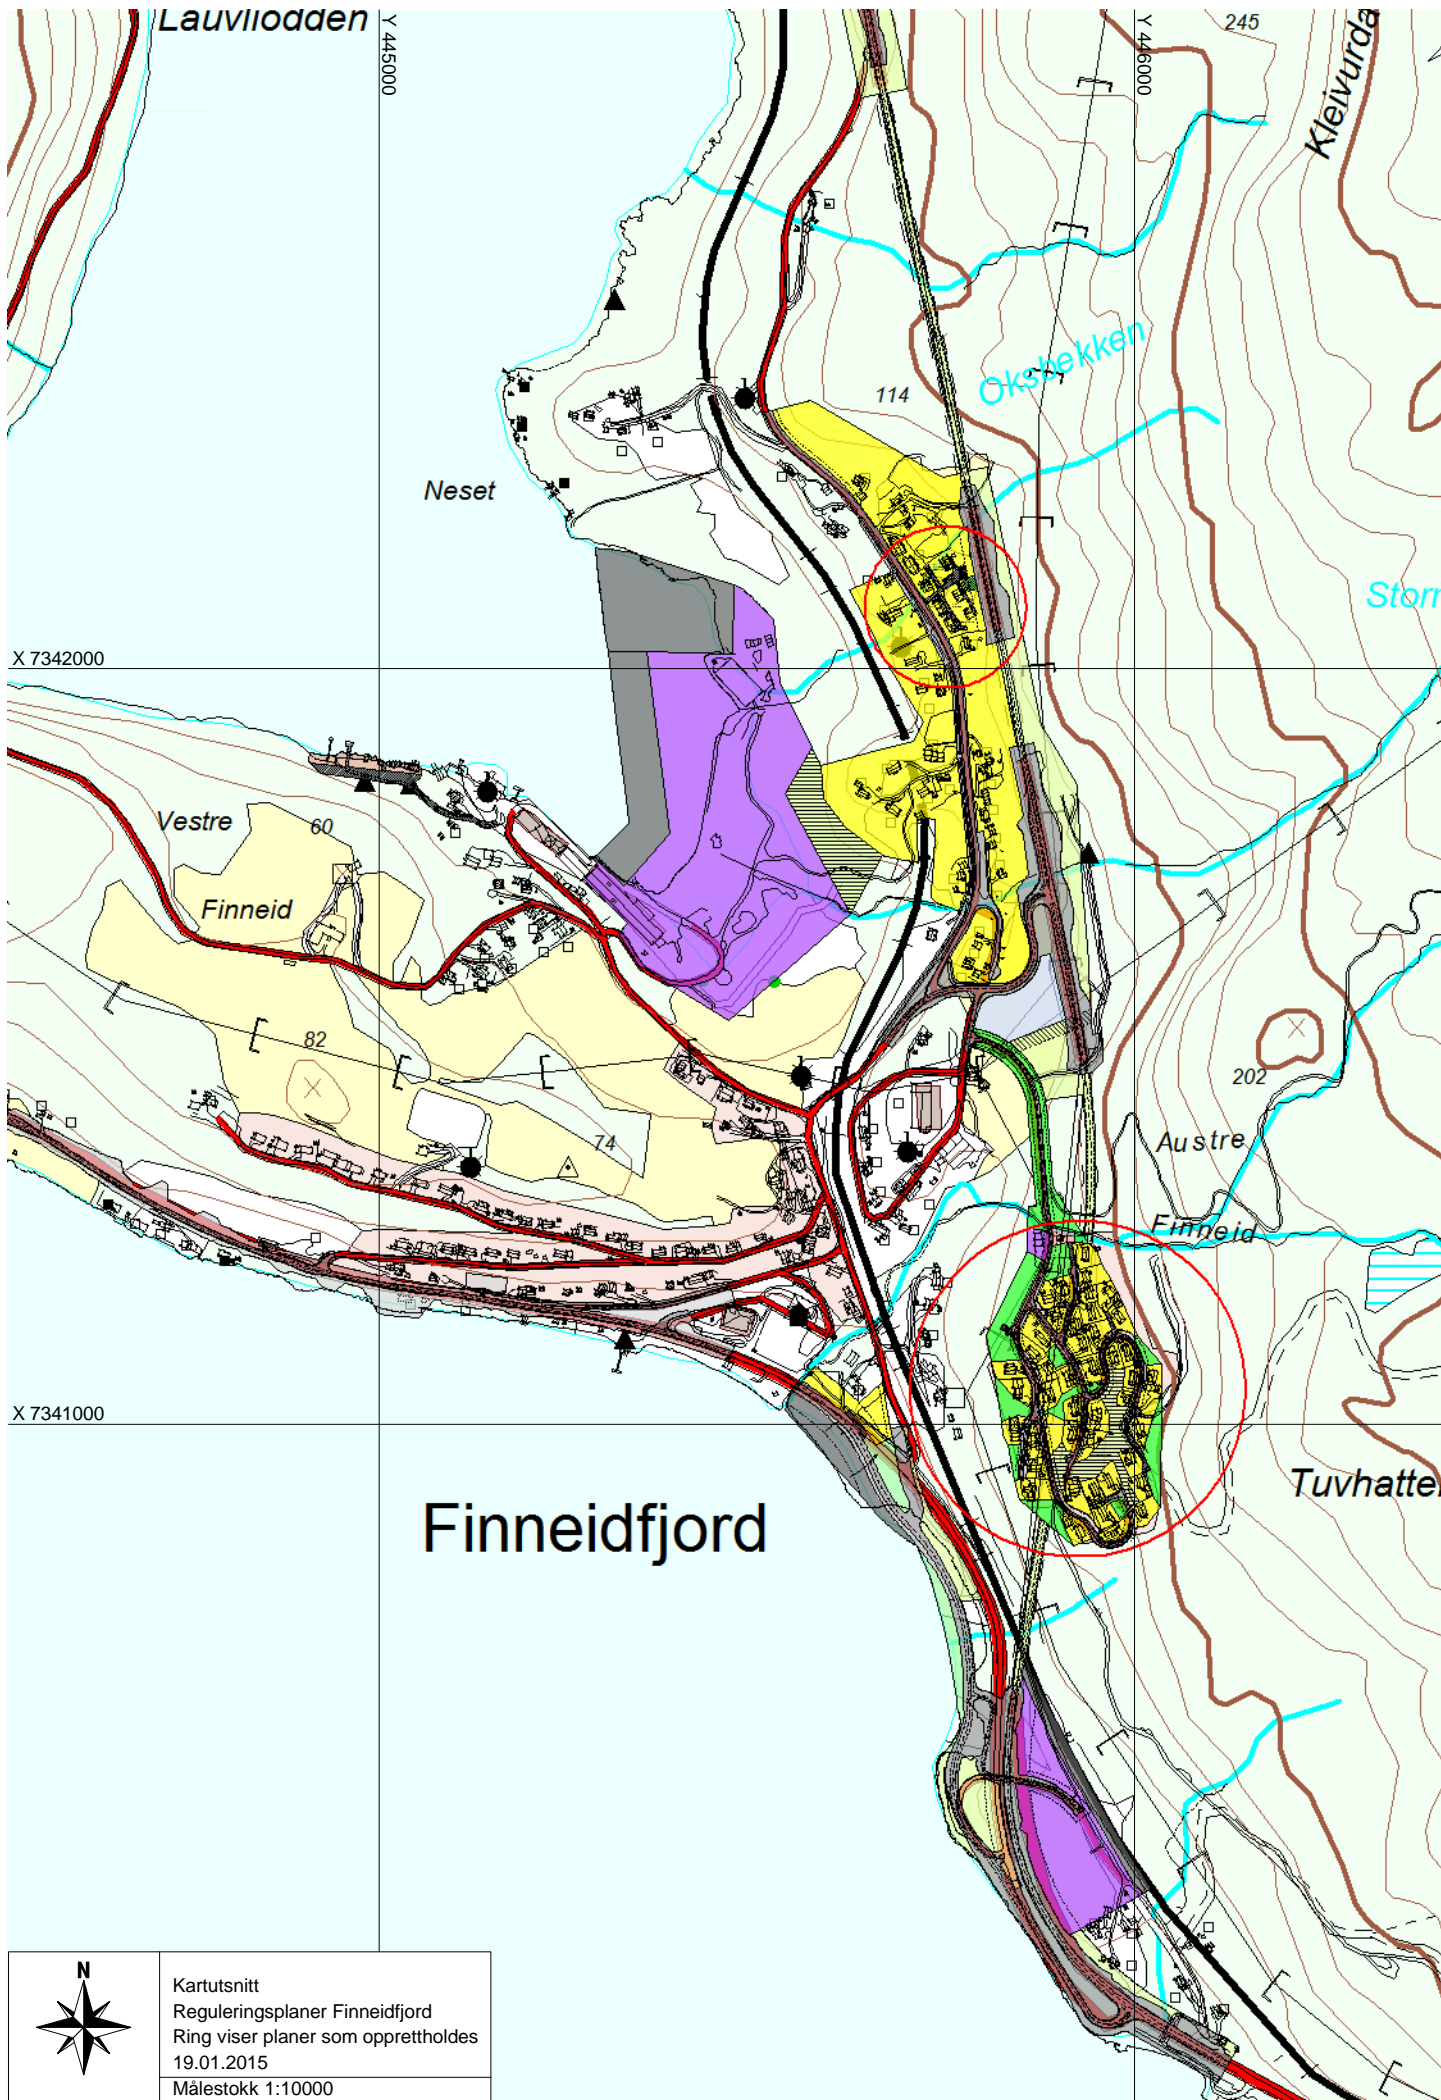 Lauvliodden
Y 445000
Y 446000
245
Kleivurda
Oksbekken
114
Neset
Storr
X 7342000
Vestre
60
Finneid
82
202
Austre
74
Finneid
X 7341000
Tuvhatte
Finneidfjord
N
Kartutsnitt
Reguleringsplaner Finneidfjord
Ring viser planer som opprettholdes
19.01.2015
Målestokk 1:10000